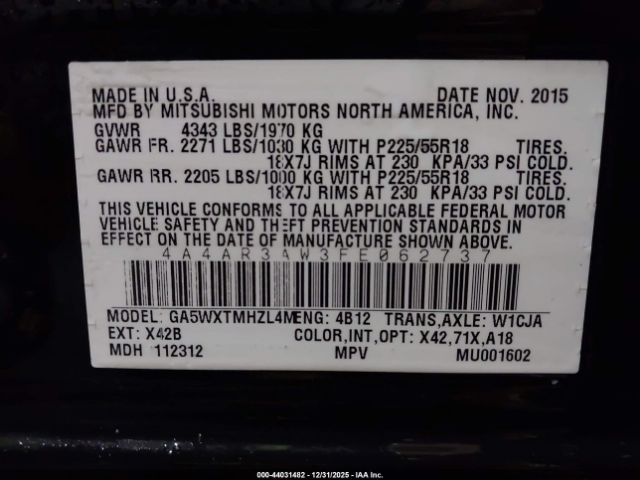 MADE IN U.S.A. DATE NOV. 2015
MFD BY MITSUBISHI MOTORS NORTH AMERICA, INC.
GVWR 4343 LBS/1970 KG
GAWR FR. 2271 LBS/1030 KG WITH P225/55R18 TIRES.
18X7J RIMS AT 230 KPA/33 PSI COLD.
GAWR RR. 2205 LBS/1000 KG WITH P225/55R18 TIRES.
18X7J RIMS AT 230 KPA/33 PSI COLD.
THIS VEHICLE CONFORMS TO ALL APPLICABLE FEDERAL MOTOR
VEHICLE SAFETY AND THEFT PREVENTION STANDARDS IN
EFFECT ON THE DATE OF MANUFACTURE SHOWN ABOVE.
4A4AR3AW3FE062737
MODEL: GA5WXTMHZL4M ENG: 4B12 TRANS,AXLE: W1CJA
EXT: X42B COLOR,INT,OPT: X42,71X,A18
MDH 112312 MPV MU001602
000-44031482 - 12/31/2025 - IAA Inc.